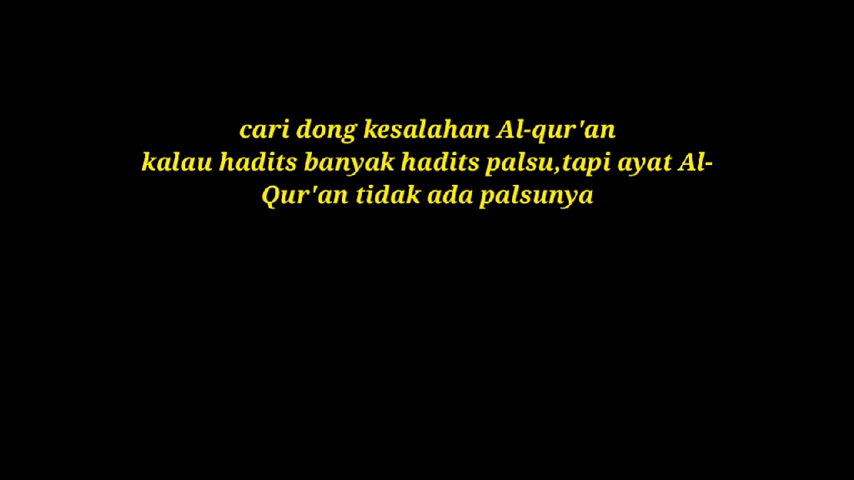 cari dong kesalahan Al-qur'an
kalau hadits banyak hadits palsu,tapi ayat Al-
Qur'an tidak ada palsunya